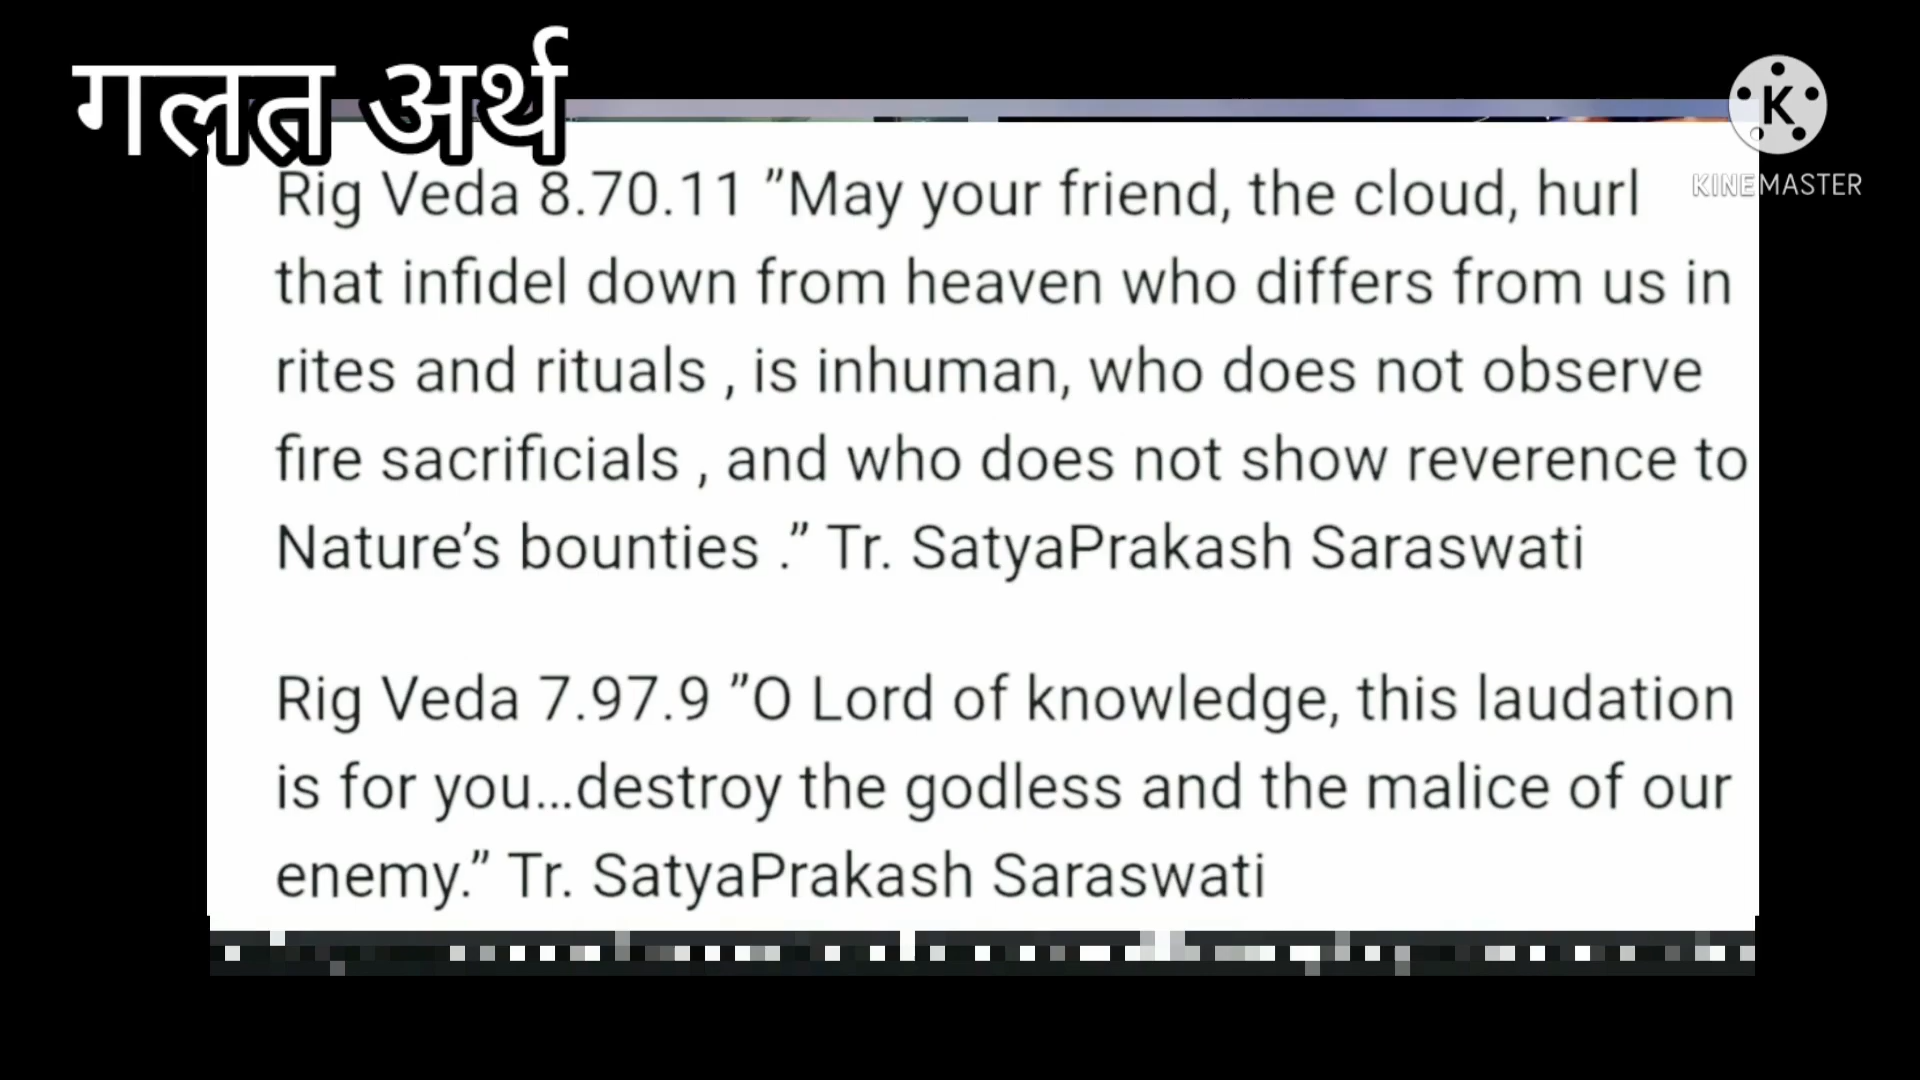 गलत अर्थ
K
KINEMASTER
Rig Veda 8.70.11 ”May your friend, the cloud, hurl
that infidel down from heaven who differs from us in
rites and rituals , is inhuman, who does not observe
fire sacrificials , and who does not show reverence to
Nature’s bounties .” Tr. SatyaPrakash Saraswati
Rig Veda 7.97.9 ”O Lord of knowledge, this laudation
is for you...destroy the godless and the malice of our
enemy.” Tr. SatyaPrakash Saraswati